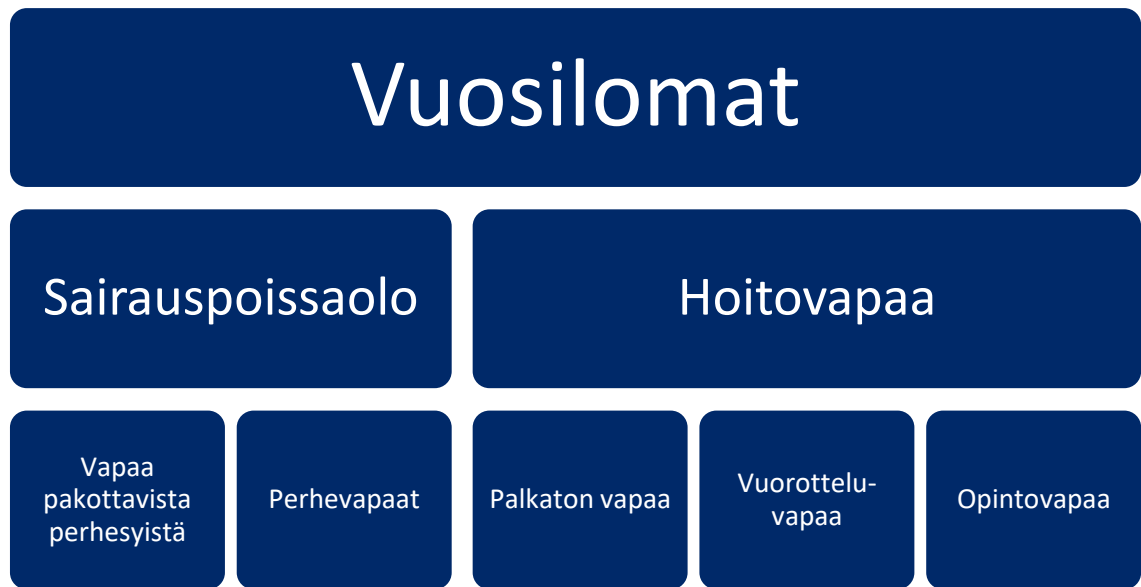 Vuosilomat
Sairauspoissaolo
Hoitovapaa
Vapaa
pakottavista
perhesyistä
Perhevapaat
Palkaton vapaa
Vuorottelu-
vapaa
Opintovapaa